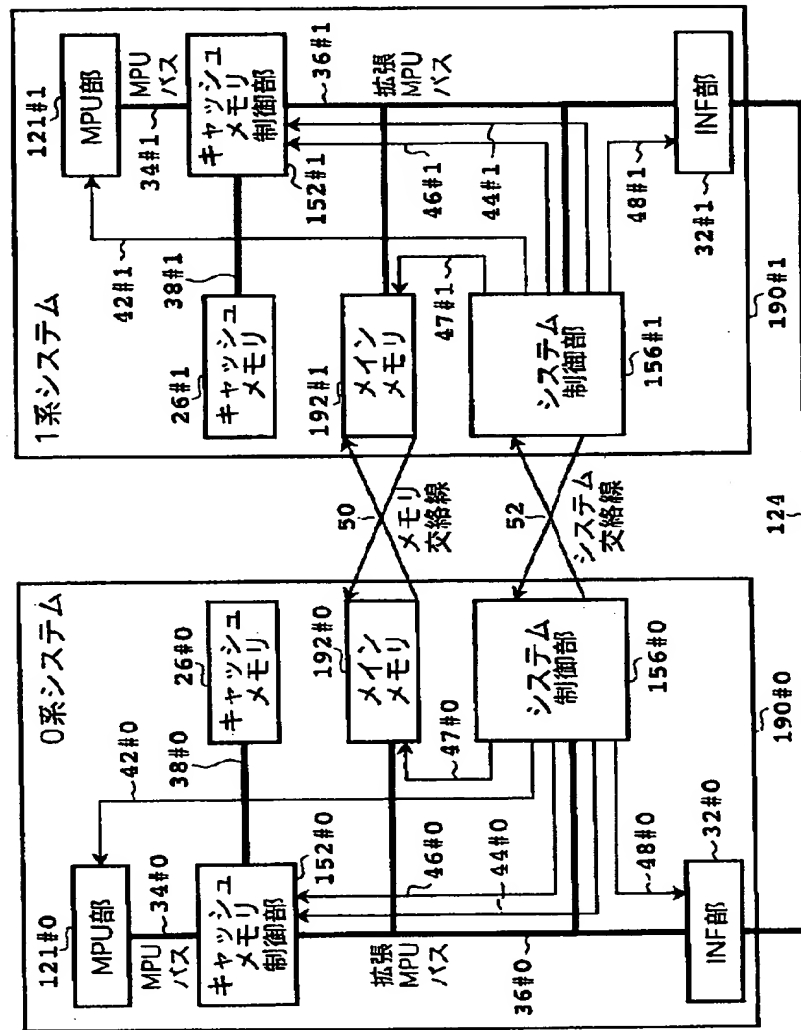 0系システム
121#0
MPU部
42#0
MPU
バス
34#0
38#0
26#0
キャッシュ
メモリ
キャッシュ
メモリ
制御部
152#0
拡張
MPU
バス
46#0
44#0
47#0
192#0
メイン
メモリ
システム
制御部
156#0
36#0
48#0
INF部
32#0
190#0
50
メモリ
交絡線
52
システム
交絡線
124
1系システム
42#1
121#1
MPU部
34#1
MPU
バス
38#1
26#1
キャッシュ
メモリ
キャッシュ
メモリ
制御部
152#1
36#1
拡張
MPU
バス
46#1
44#1
192#1
メイン
メモリ
47#1
システム
制御部
156#1
48#1
INF部
32#1
190#1